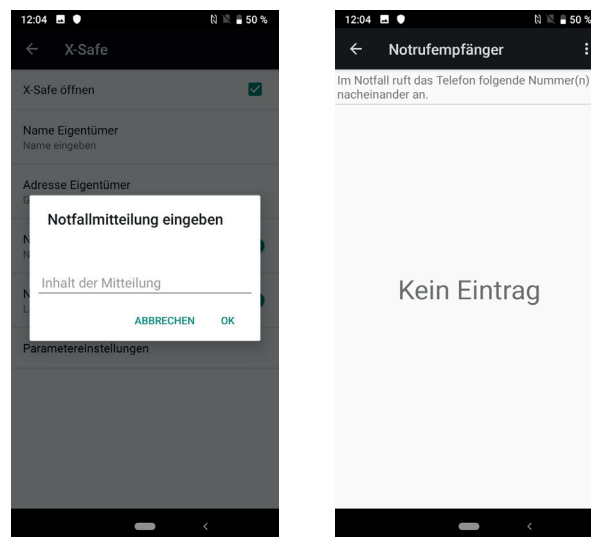 12:04 50 %
X-Safe
X-Safe öffnen
Name Eigentümer
Name eingeben
Adresse Eigentümer
G
Notfallmitteilung eingeben
N
N
Inhalt der Mitteilung
N
L
ABBRECHEN OK
Parametereinstellungen
12:04 50 %
Notrufempfänger
Im Notfall ruft das Telefon folgende Nummer(n)
nacheinander an.
Kein Eintrag